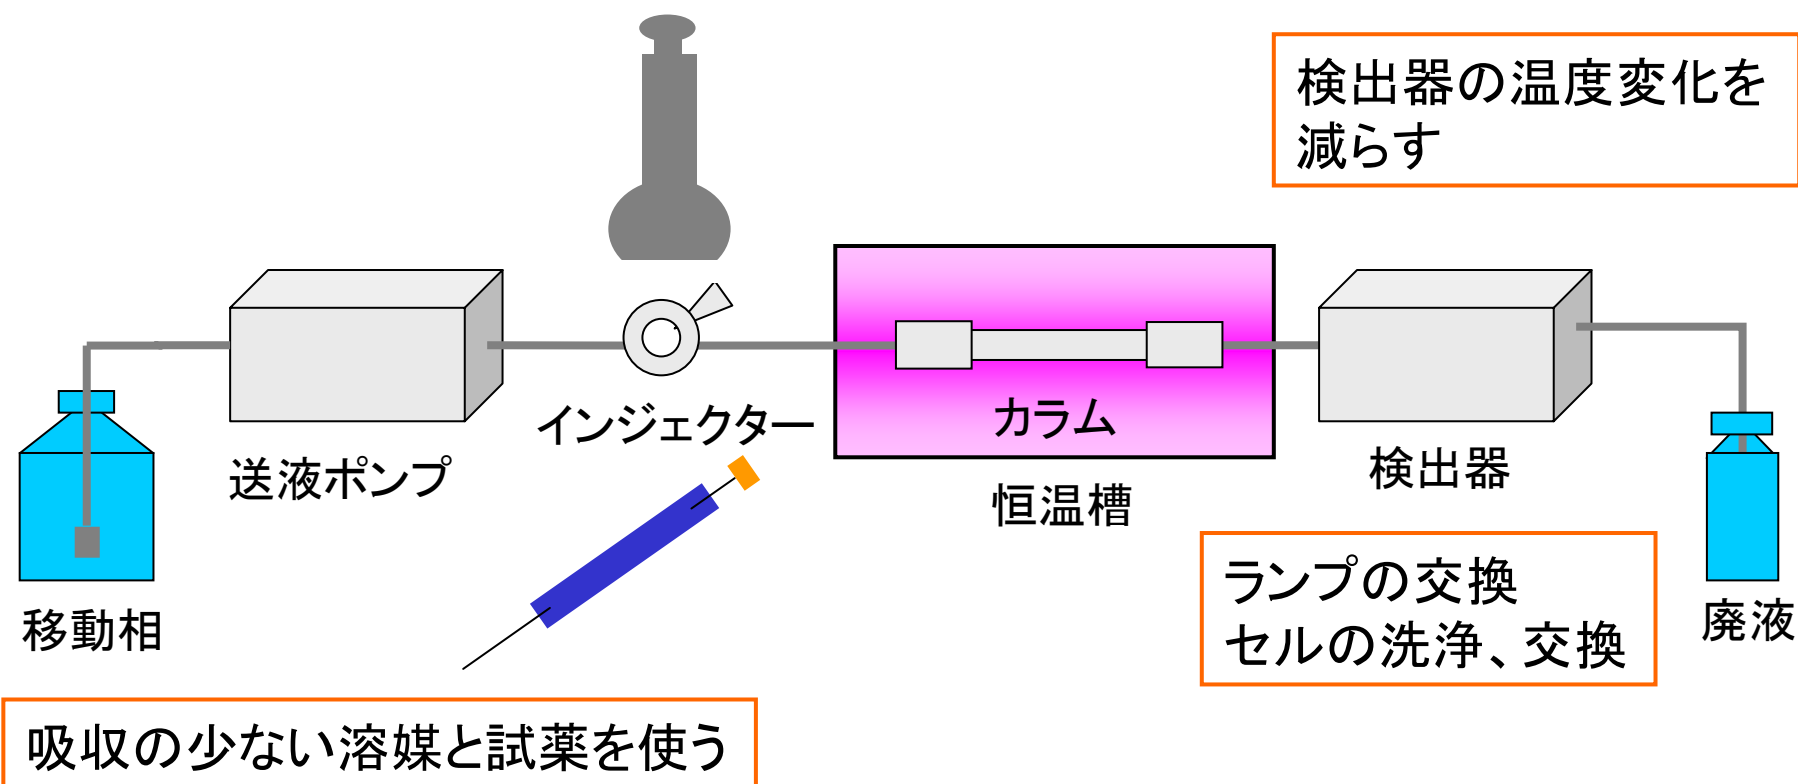 検出器の温度変化を
減らす
インジェクター
カラム
送液ポンプ
検出器
恒温槽
移動相
ランプの交換
セルの洗浄、交換
廃液
吸収の少ない溶媒と試薬を使う